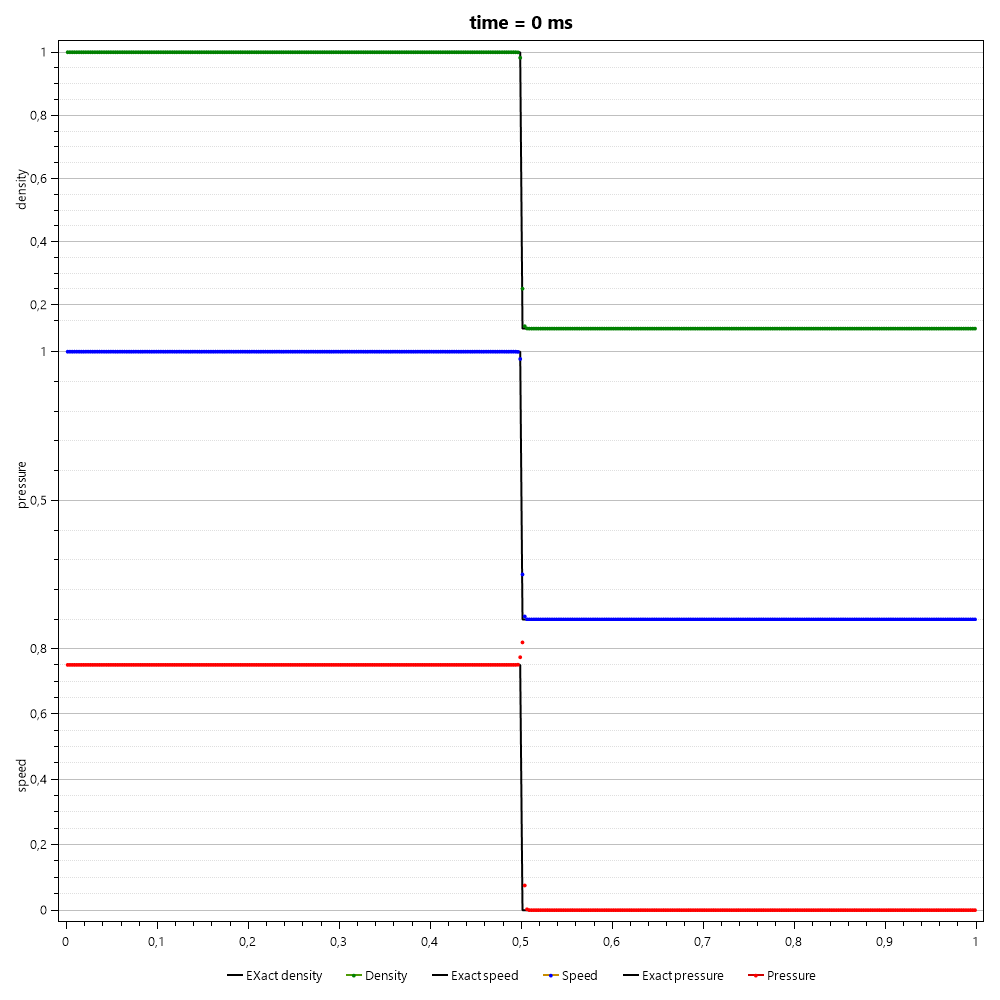 time = 0 ms
1
0,8
0,6
0,4
0,2
density
1
0,5
pressure
0,8
0,6
0,4
0,2
0
speed
0 0,1 0,2 0,3 0,4 0,5 0,6 0,7 0,8 0,9 1
EXact density Density Exact speed Speed Exact pressure Pressure